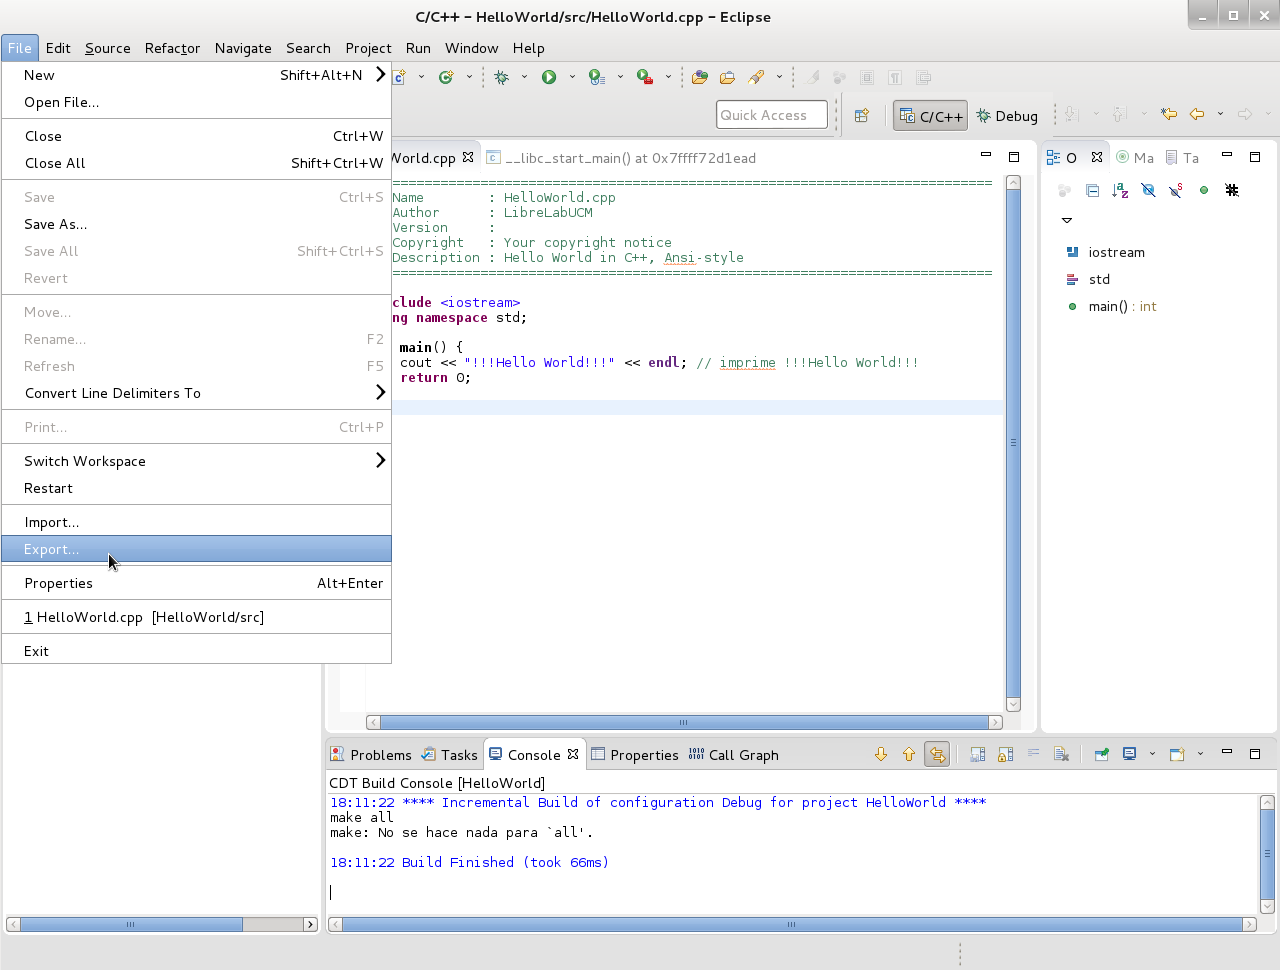 C/C++ – HelloWorld/src/HelloWorld.cpp – Eclipse
File Edit Source Refactor Navigate Search Project Run Window Help
New Shift+Alt+N
Open File...
Close Ctrl+W
Close All Shift+Ctrl+W
Save Ctrl+S
Save As...
Save All Shift+Ctrl+S
Revert
Move...
Rename... F2
Refresh F5
Convert Line Delimiters To
Print... Ctrl+P
Switch Workspace
Restart
Import...
Export...
Properties Alt+Enter
1 HelloWorld.cpp [HelloWorld/src]
Exit
Quick Access C/C++ Debug
World.cpp __libc_start_main() at 0x7ffff72d1ead
============================================================================
Name : HelloWorld.cpp
Author : LibreLabUCM
Version :
Copyright : Your copyright notice
Description : Hello World in C++, Ansi-style
============================================================================
clude <iostream>
ng namespace std;
main() {
cout << "!!!Hello World!!!" << endl; // imprime !!!Hello World!!!
return 0;
O Ma Ta
iostream
std
main() : int
Problems Tasks Console Properties Call Graph
CDT Build Console [HelloWorld]
18:11:22 **** Incremental Build of configuration Debug for project HelloWorld ****
make all
make: No se hace nada para `all'.
18:11:22 Build Finished (took 66ms)